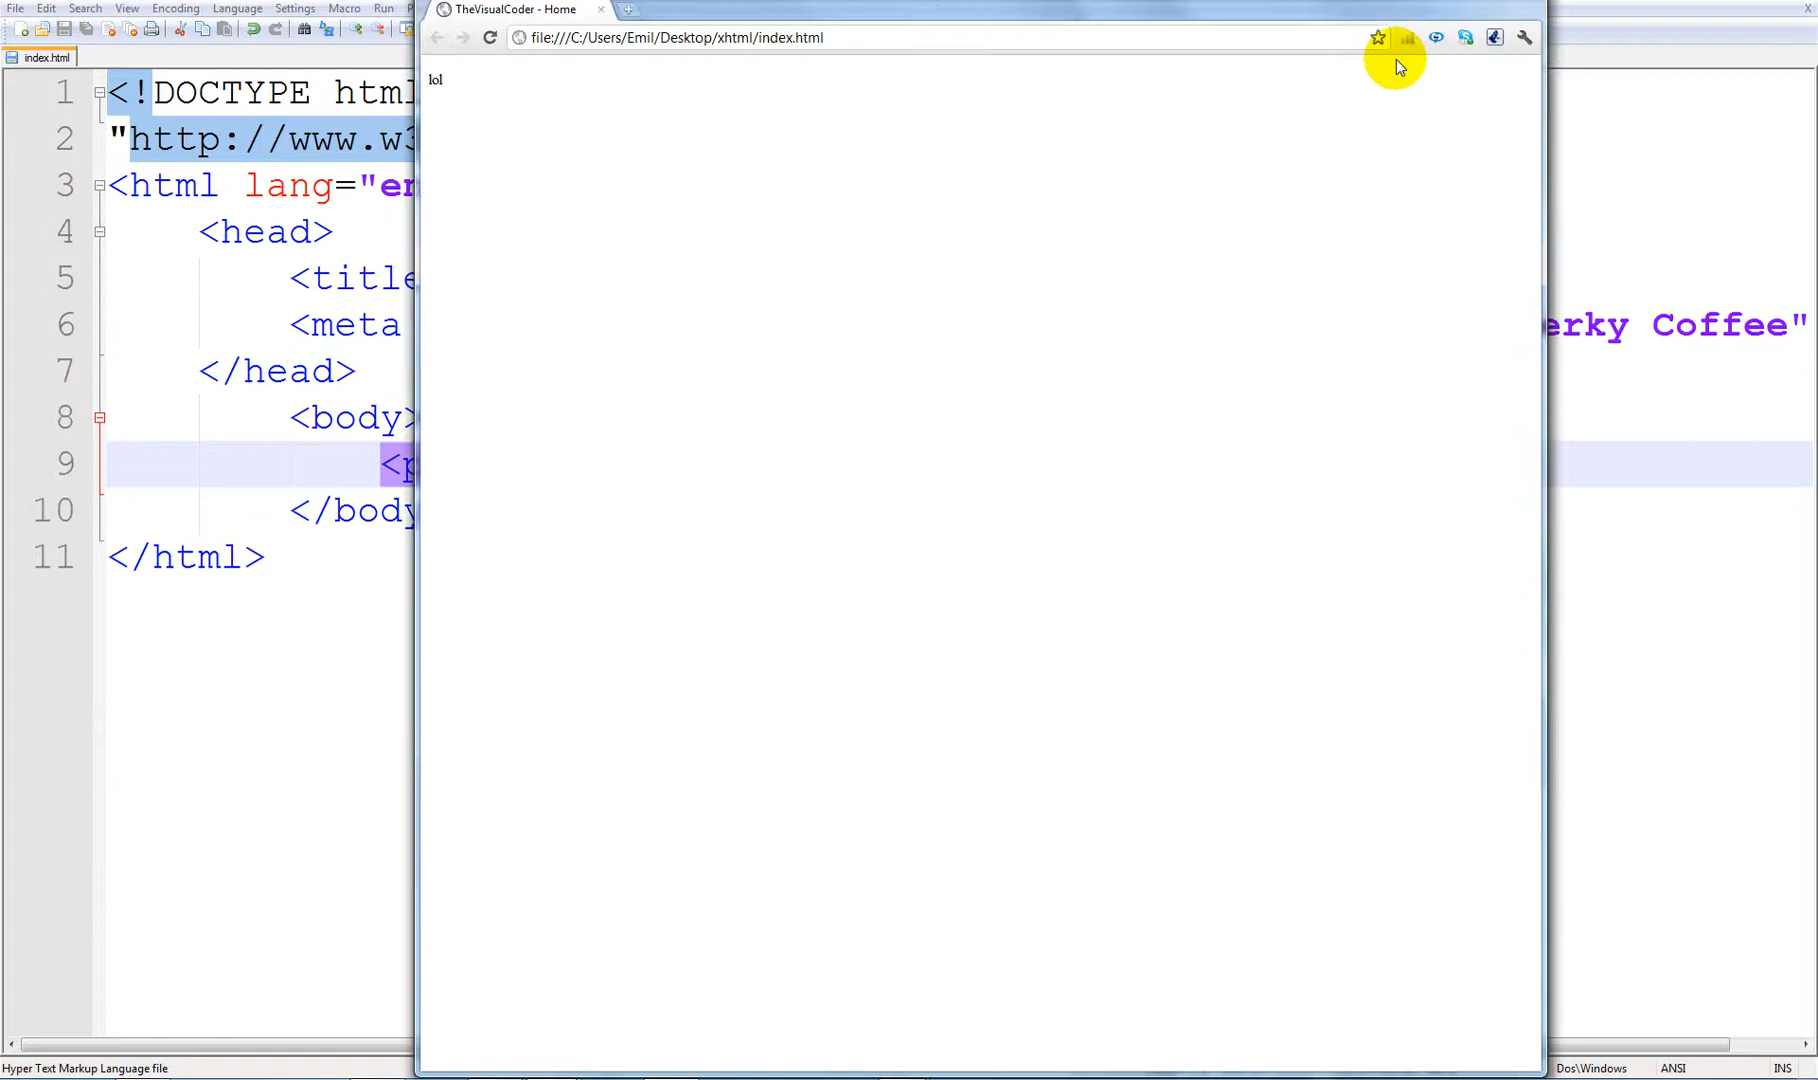 File Edit Search View Encoding Language Settings Macro Run
TheVisualCoder - Home
file:///C:/Users/Emil/Desktop/xhtml/index.html
index.html
lol
1 <!DOCTYPE html
2 "http://www.w3
3 <html lang="en
4 <head>
5 <title
6 <meta erky Coffee"
7 </head>
8 <body>
9 <p
10 </body
11 </html>
Hyper Text Markup Language file Dos\Windows ANSI INS